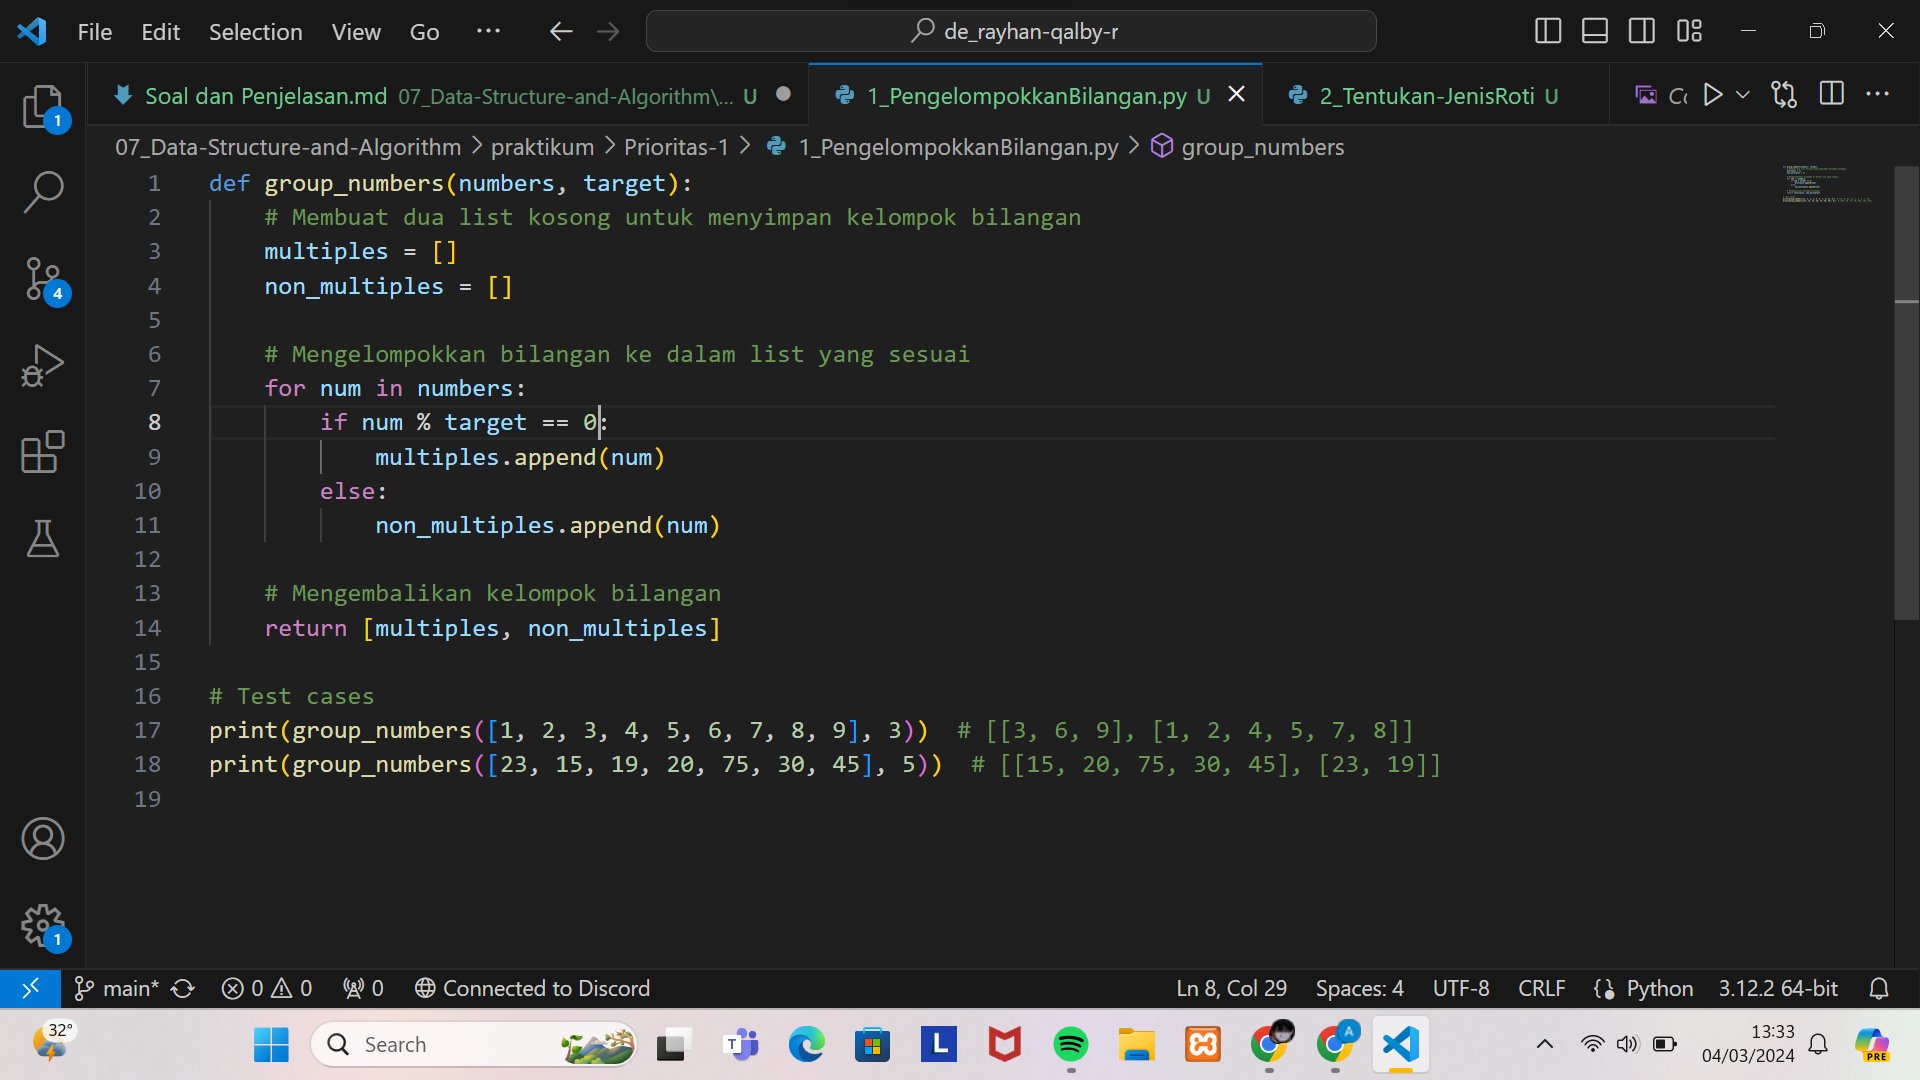 File Edit Selection View Go ··· de_rayhan-qalby-r
Soal dan Penjelasan.md 07_Data-Structure-and-Algorithm\... U 1_PengelompokkanBilangan.py U 2_Tentukan-JenisRoti U
07_Data-Structure-and-Algorithm > praktikum > Prioritas-1 > 1_PengelompokkanBilangan.py > group_numbers
1 def group_numbers(numbers, target):
2 # Membuat dua list kosong untuk menyimpan kelompok bilangan
3 multiples = []
4 non_multiples = []
5
6 # Mengelompokkan bilangan ke dalam list yang sesuai
7 for num in numbers:
8 if num % target == 0:
9 multiples.append(num)
10 else:
11 non_multiples.append(num)
12
13 # Mengembalikan kelompok bilangan
14 return [multiples, non_multiples]
15
16 # Test cases
17 print(group_numbers([1, 2, 3, 4, 5, 6, 7, 8, 9], 3)) # [[3, 6, 9], [1, 2, 4, 5, 7, 8]]
18 print(group_numbers([23, 15, 19, 20, 75, 30, 45], 5)) # [[15, 20, 75, 30, 45], [23, 19]]
19
1
4
1
main* 0 0 0 Connected to Discord Ln 8, Col 29 Spaces: 4 UTF-8 CRLF Python 3.12.2 64-bit
32° Search 13:33
04/03/2024
PRE